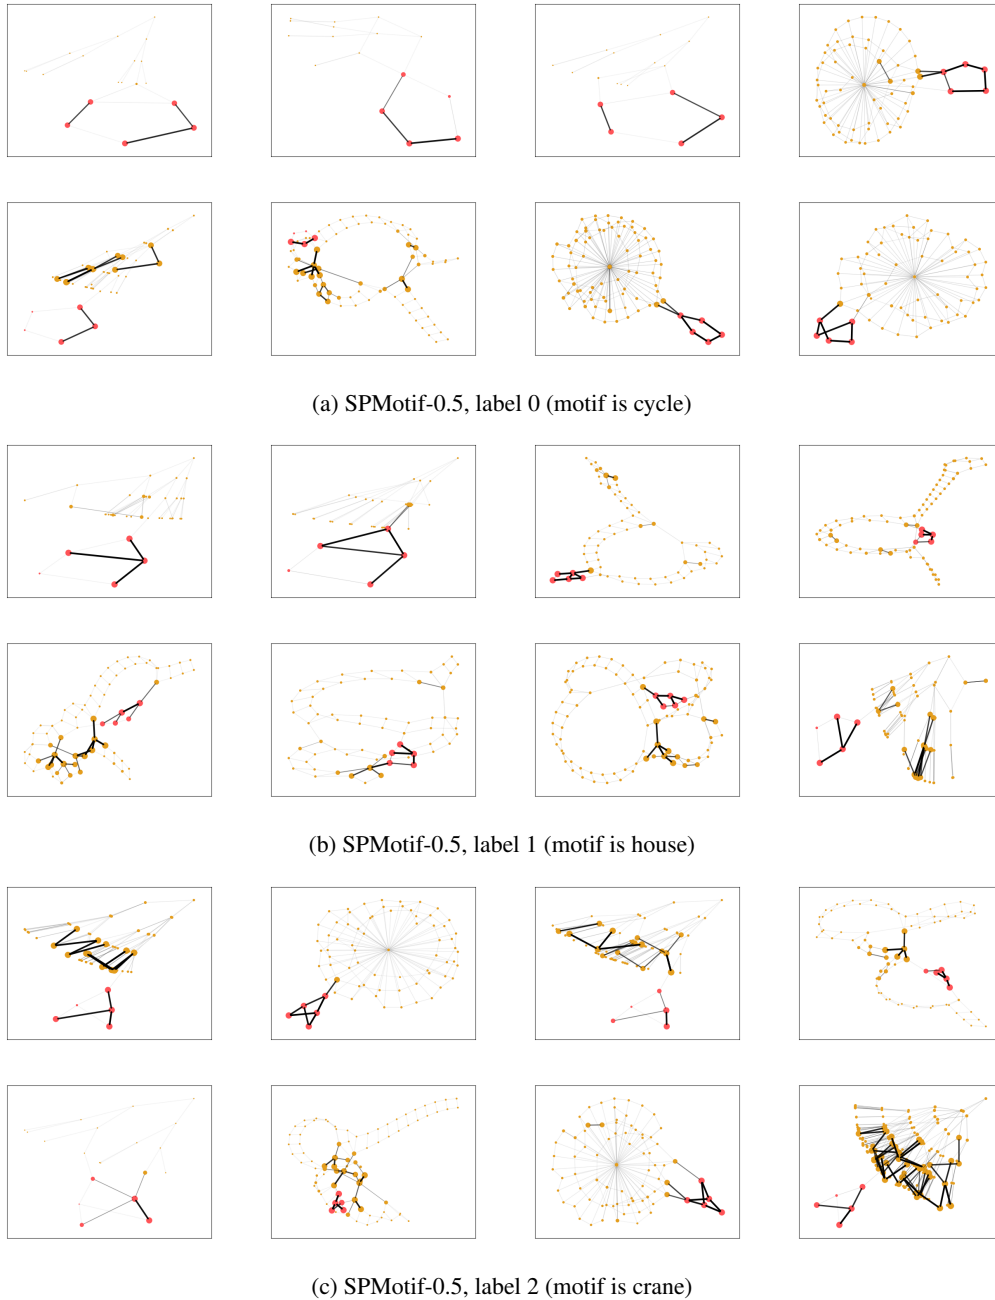 (a) SPMotif-0.5, label 0 (motif is cycle)
(b) SPMotif-0.5, label 1 (motif is house)
(c) SPMotif-0.5, label 2 (motif is crane)